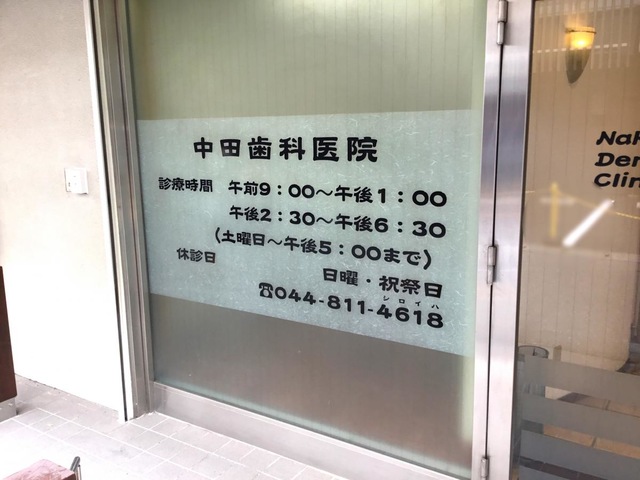 中田歯科医院
診療時間 午前9:00～午後1:00
午後2:30～午後6:30
(土曜日～午後5:00まで)
休診日 日曜・祝祭日
シロイハ
☎044-811-4618
Clin